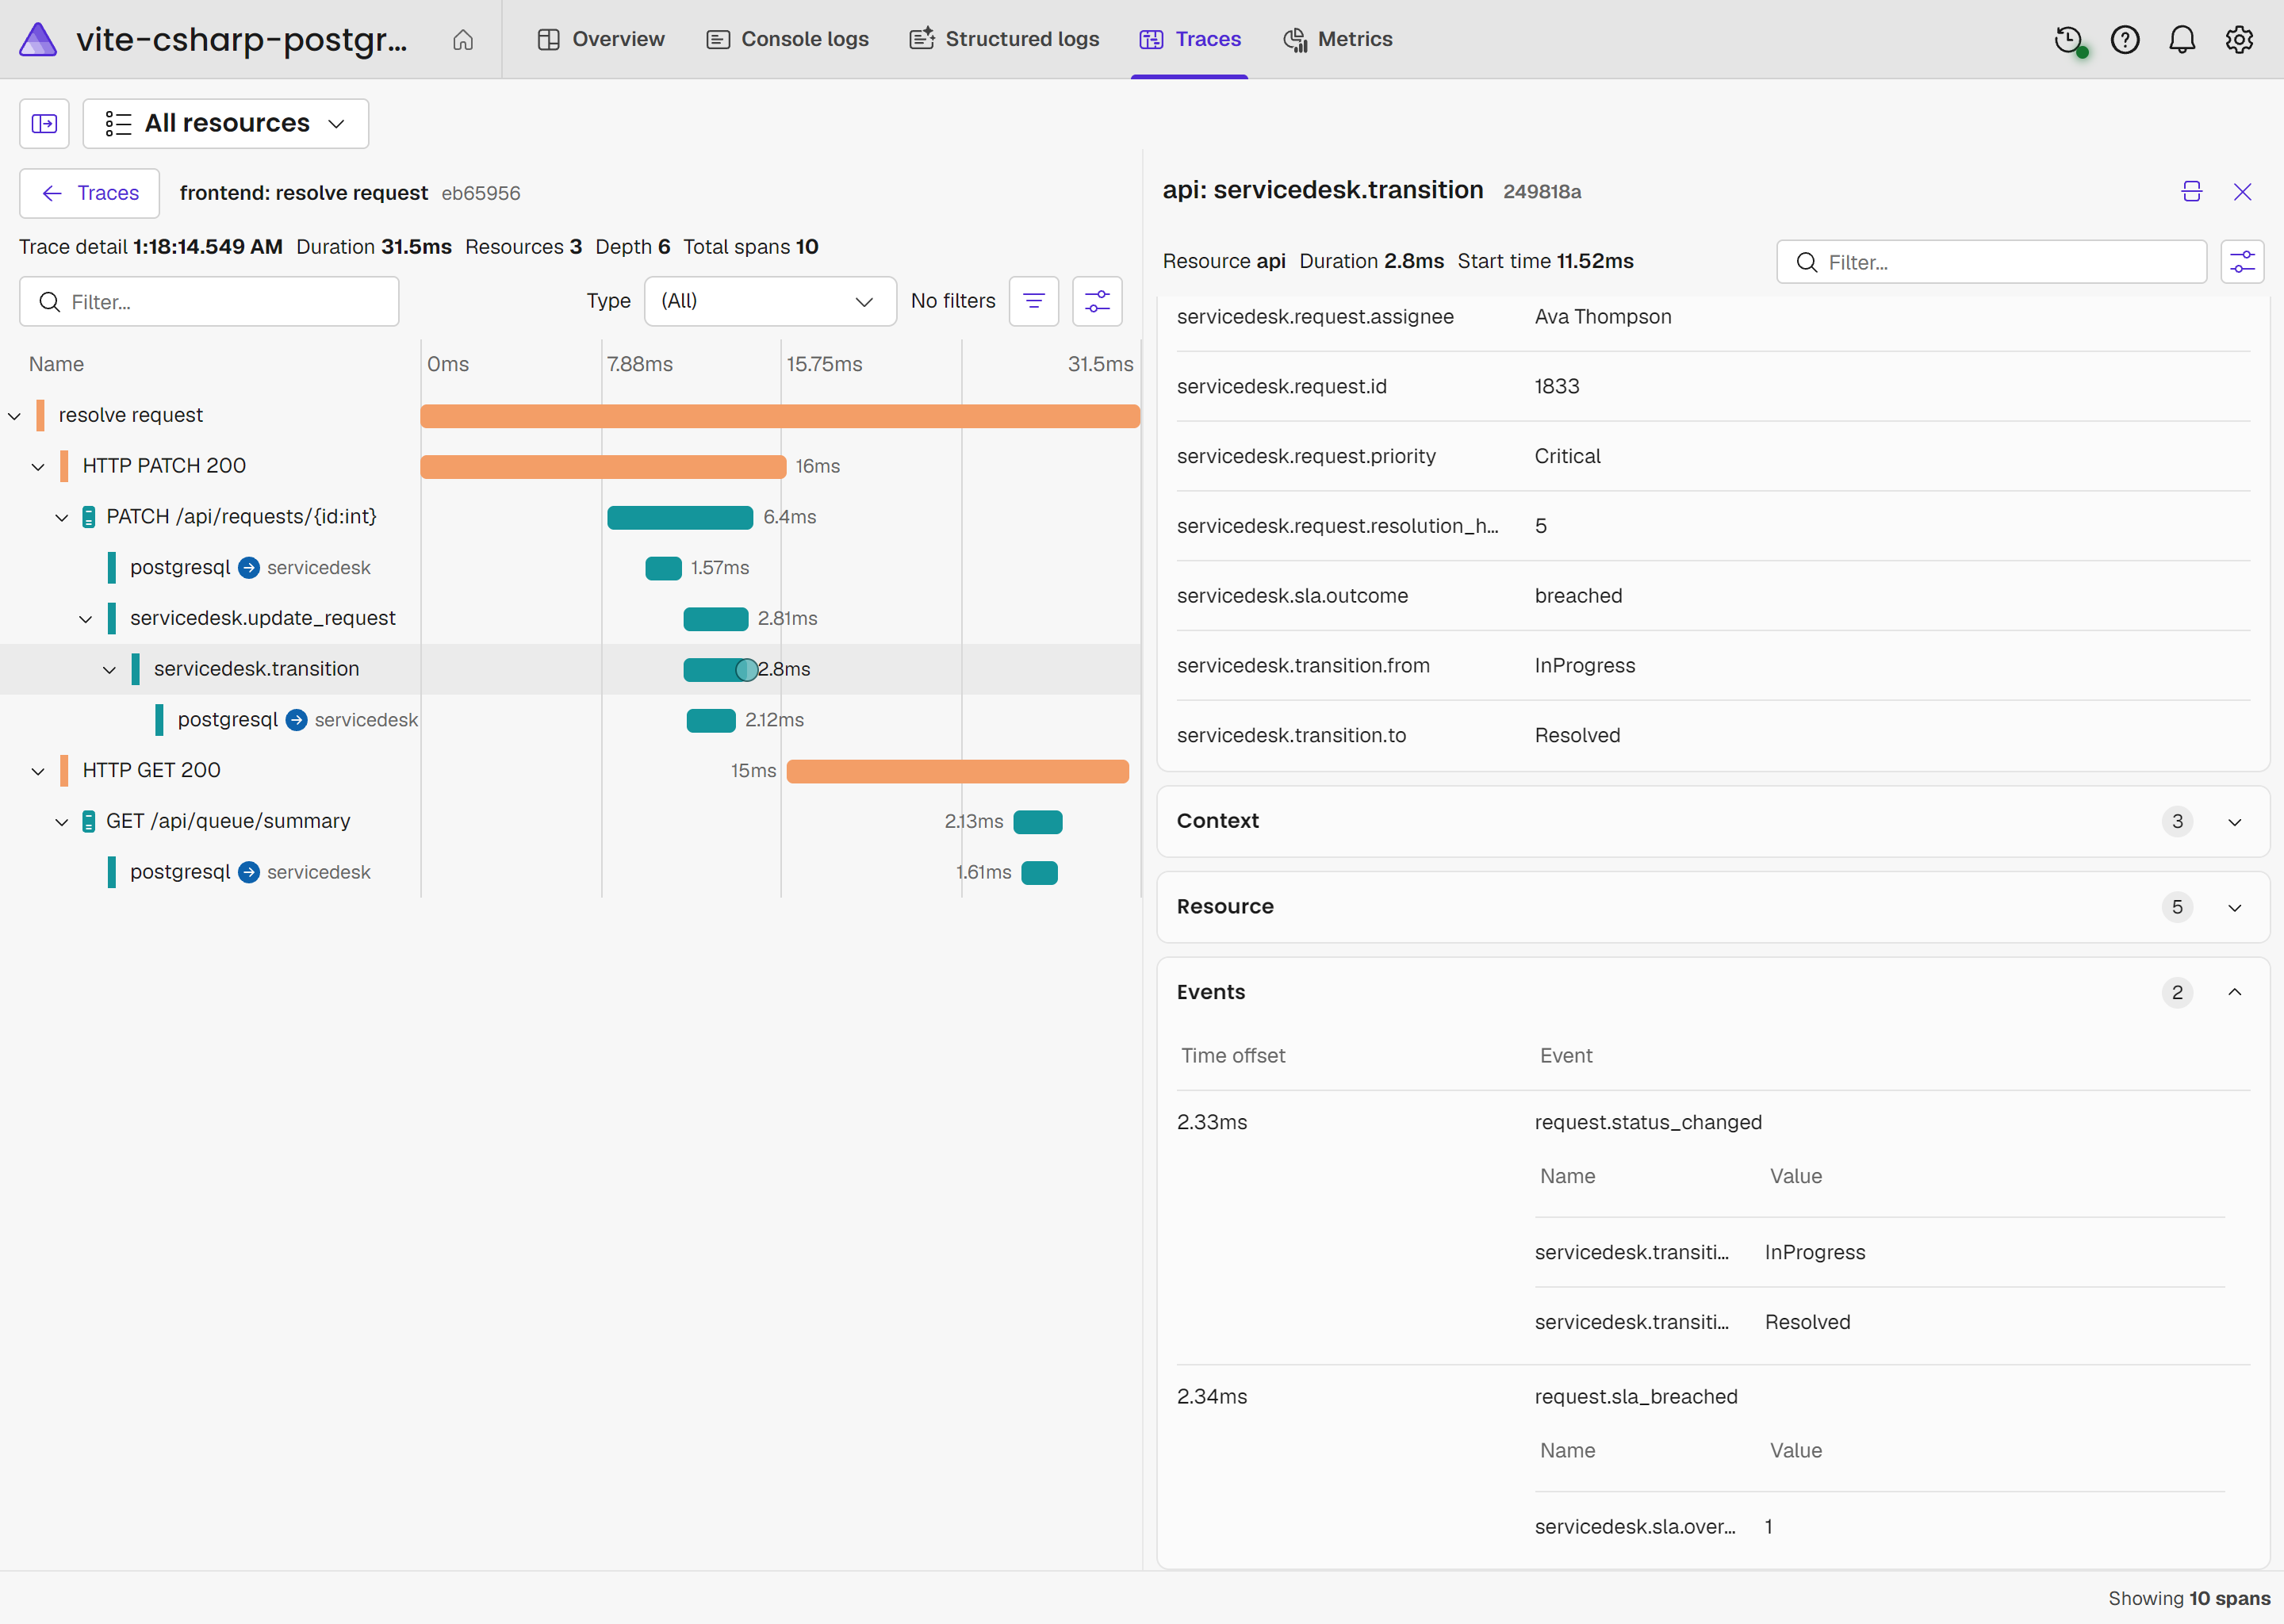 vite-csharp-postgr...
Overview
Console logs
Structured logs
Traces
Metrics
All resources
Traces
frontend: resolve request eb65956
Trace detail 1:18:14.549 AM Duration 31.5ms Resources 3 Depth 6 Total spans 10
Filter...
Type
(All)
No filters
Name
0ms
7.88ms
15.75ms
31.5ms
resolve request
HTTP PATCH 200
16ms
PATCH /api/requests/{id:int}
6.4ms
postgresql servicedesk
1.57ms
servicedesk.update_request
2.81ms
servicedesk.transition
2.8ms
postgresql servicedesk
2.12ms
HTTP GET 200
15ms
GET /api/queue/summary
2.13ms
postgresql servicedesk
1.61ms
api: servicedesk.transition 249818a
Resource api Duration 2.8ms Start time 11.52ms
Filter...
servicedesk.request.assignee Ava Thompson
servicedesk.request.id 1833
servicedesk.request.priority Critical
servicedesk.request.resolution_h... 5
servicedesk.sla.outcome breached
servicedesk.transition.from InProgress
servicedesk.transition.to Resolved
Context 3
Resource 5
Events 2
Time offset Event
2.33ms request.status_changed
Name Value
servicedesk.transiti... InProgress
servicedesk.transiti... Resolved
2.34ms request.sla_breached
Name Value
servicedesk.sla.over... 1
Showing 10 spans